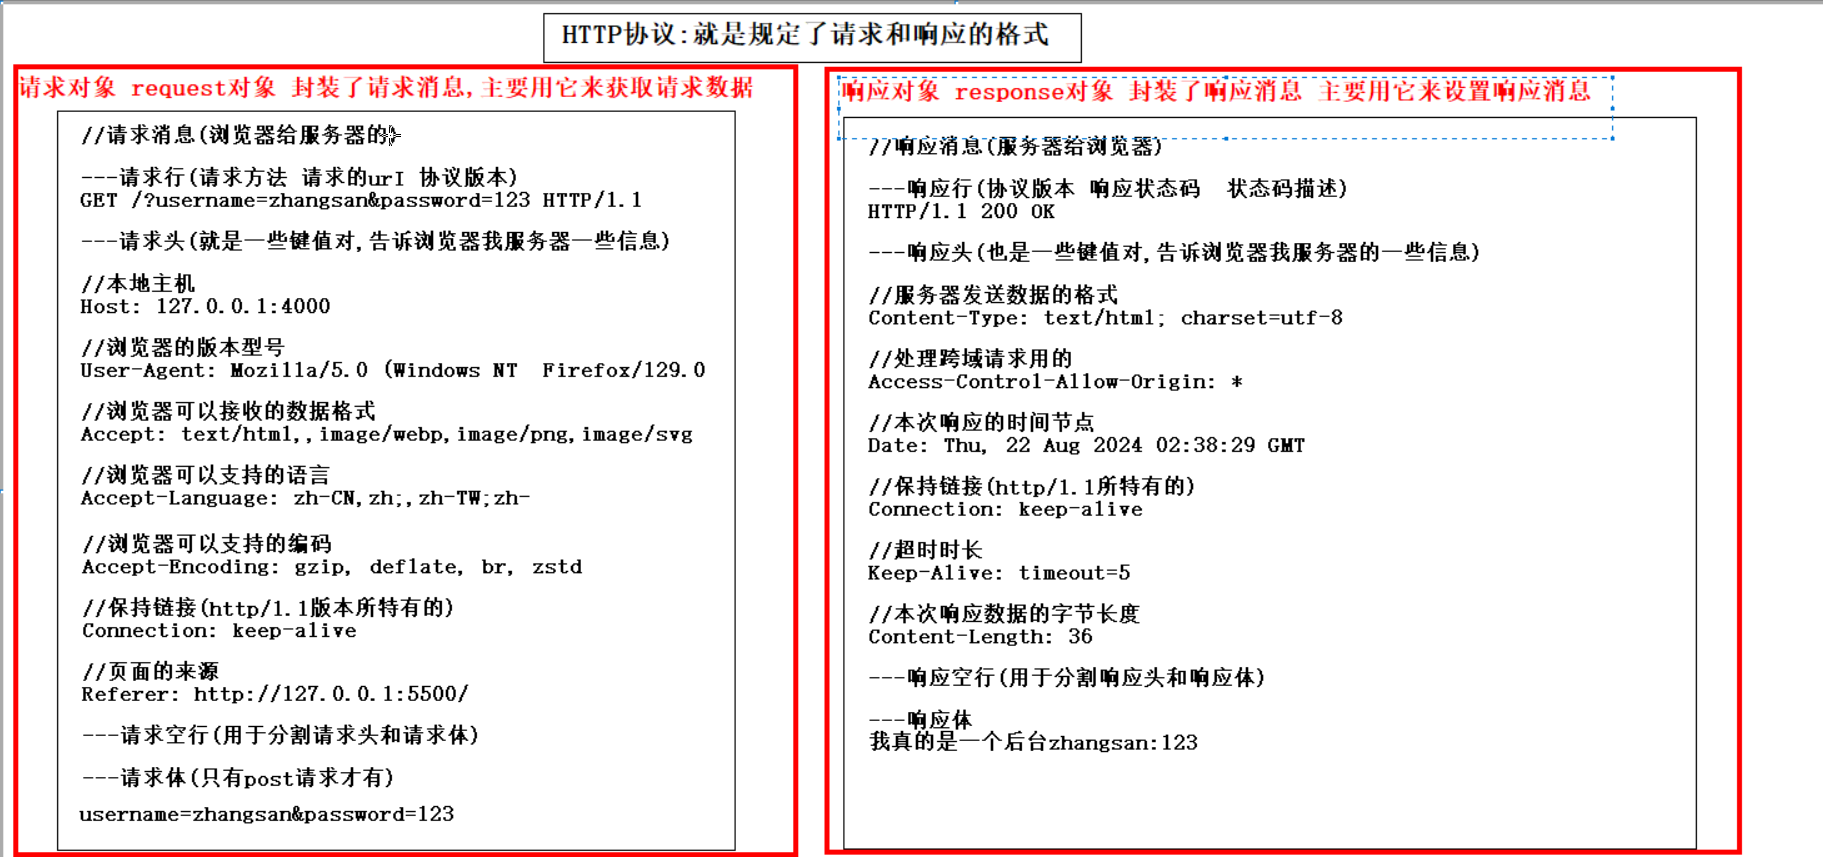 HTTP协议:就是规定了请求和响应的格式
请求对象 request对象 封装了请求消息,主要用它来获取请求数据
//请求消息(浏览器给服务器的)
---请求行(请求方法 请求的url 协议版本)
GET /?username=zhangsan&password=123 HTTP/1.1
---请求头(就是一些键值对,告诉浏览器我服务器一些信息)
//本地主机
Host: 127.0.0.1:4000
//浏览器的版本型号
User-Agent: Mozilla/5.0 (Windows NT  Firefox/129.0
//浏览器可以接收的数据格式
Accept: text/html,,image/webp,image/png,image/svg
//浏览器可以支持的语言
Accept-Language: zh-CN,zh;,zh-TW;zh-
//浏览器可以支持的编码
Accept-Encoding: gzip, deflate, br, zstd
//保持链接(http/1.1版本所特有的)
Connection: keep-alive
//页面的来源
Referer: http://127.0.0.1:5500/
---请求空行(用于分割请求头和请求体)
---请求体(只有post请求才有)
username=zhangsan&password=123
响应对象 response对象 封装了响应消息 主要用它来设置响应消息
//响应消息(服务器给浏览器)
---响应行(协议版本 响应状态码  状态码描述)
HTTP/1.1 200 OK
---响应头(也是一些键值对,告诉浏览器我服务器的一些信息)
//服务器发送数据的格式
Content-Type: text/html; charset=utf-8
//处理跨域请求用的
Access-Control-Allow-Origin: *
//本次响应的时间节点
Date: Thu, 22 Aug 2024 02:38:29 GMT
//保持链接(http/1.1所特有的)
Connection: keep-alive
//超时时长
Keep-Alive: timeout=5
//本次响应数据的字节长度
Content-Length: 36
---响应空行(用于分割响应头和响应体)
---响应体
我真的是一个后台zhangsan:123